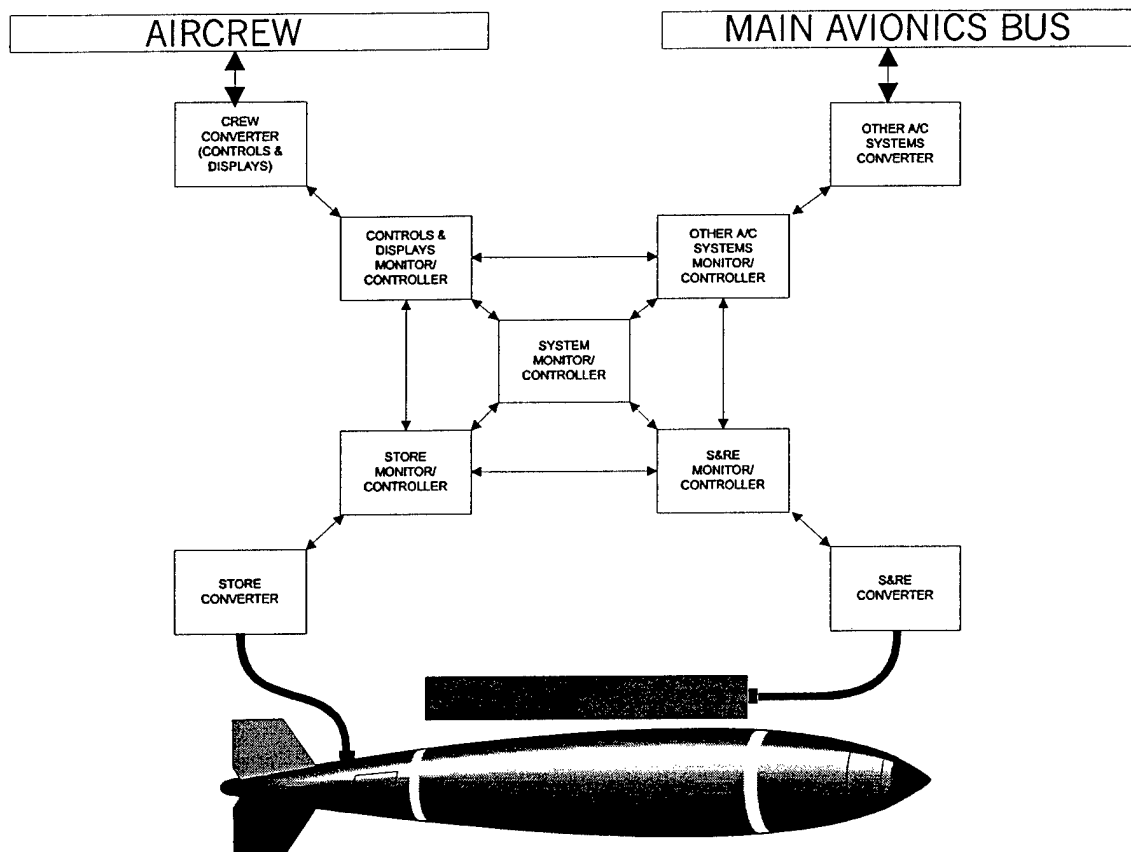 AIRCREW
MAIN AVIONICS BUS
CREW
CONVERTER
(CONTROLS &
DISPLAYS)
OTHER A/C
SYSTEMS
CONVERTER
CONTROLS &
DISPLAYS
MONITOR/
CONTROLLER
OTHER A/C
SYSTEMS
MONITOR/
CONTROLLER
SYSTEM
MONITOR/
CONTROLLER
STORE
MONITOR/
CONTROLLER
S&RE
MONITOR/
CONTROLLER
STORE
CONVERTER
S&RE
CONVERTER